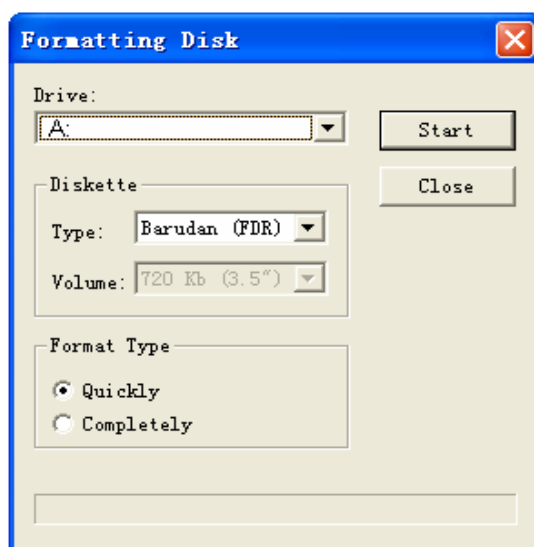 Formatting Disk
Drive:
A:
Start
Diskette
Close
Type: Barudan (FDR)
Volume: 720 Kb (3.5")
Format Type
Quickly
Completely